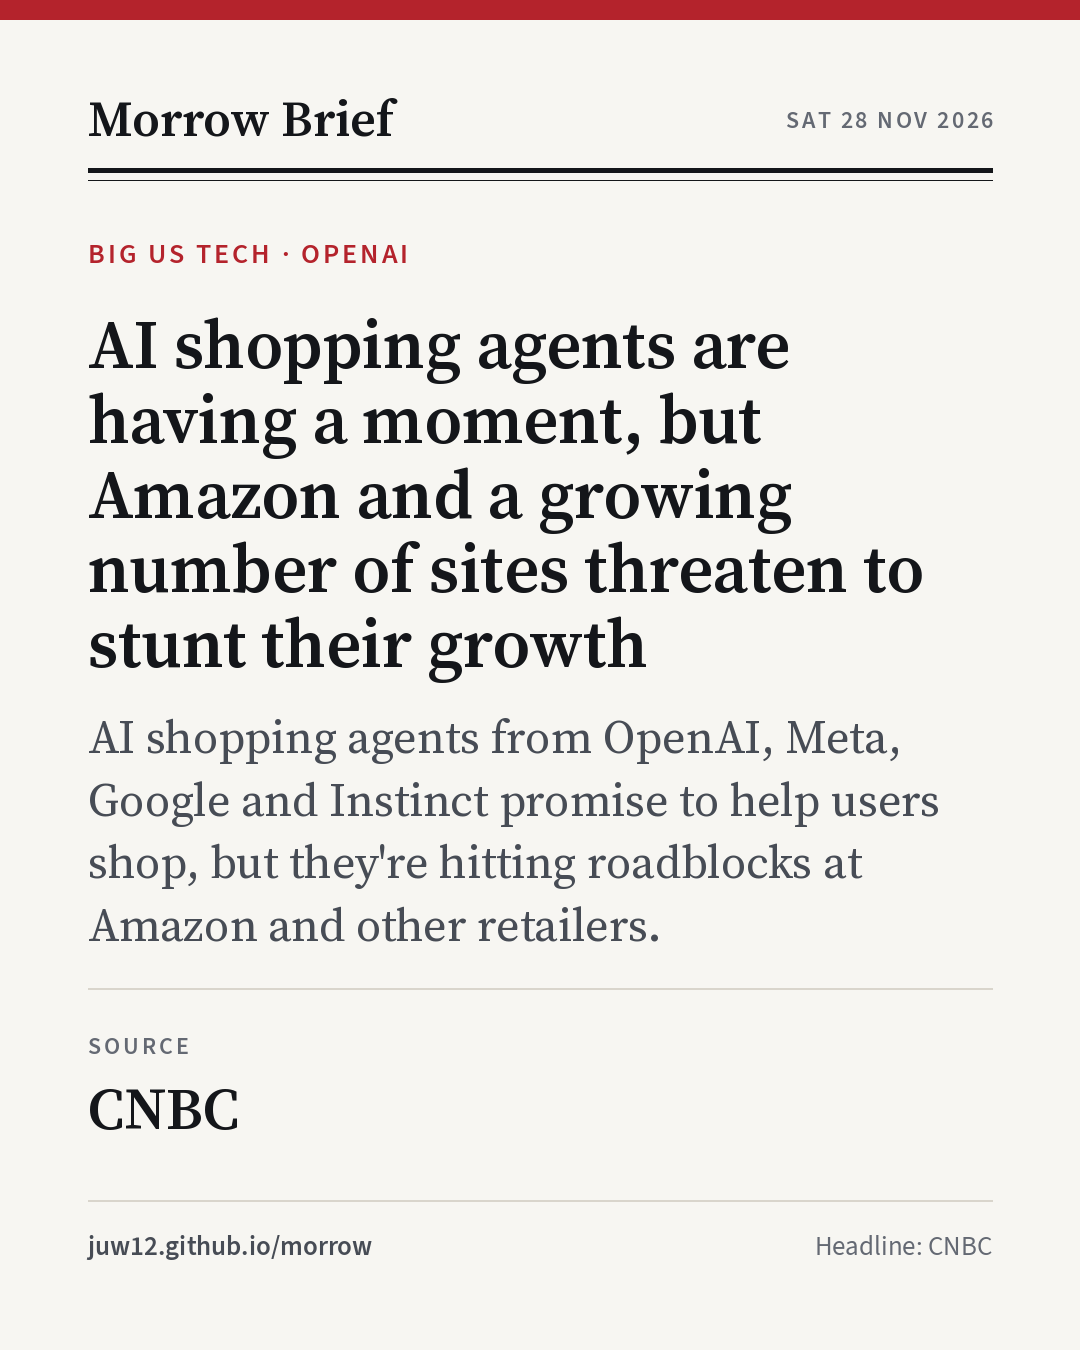 Morrow Brief
SAT 28 NOV 2026
BIG US TECH · OPENAI
AI shopping agents are
having a moment, but
Amazon and a growing
number of sites threaten to
stunt their growth
AI shopping agents from OpenAI, Meta,
Google and Instinct promise to help users
shop, but they're hitting roadblocks at
Amazon and other retailers.
SOURCE
CNBC
juw12.github.io/morrow
Headline: CNBC